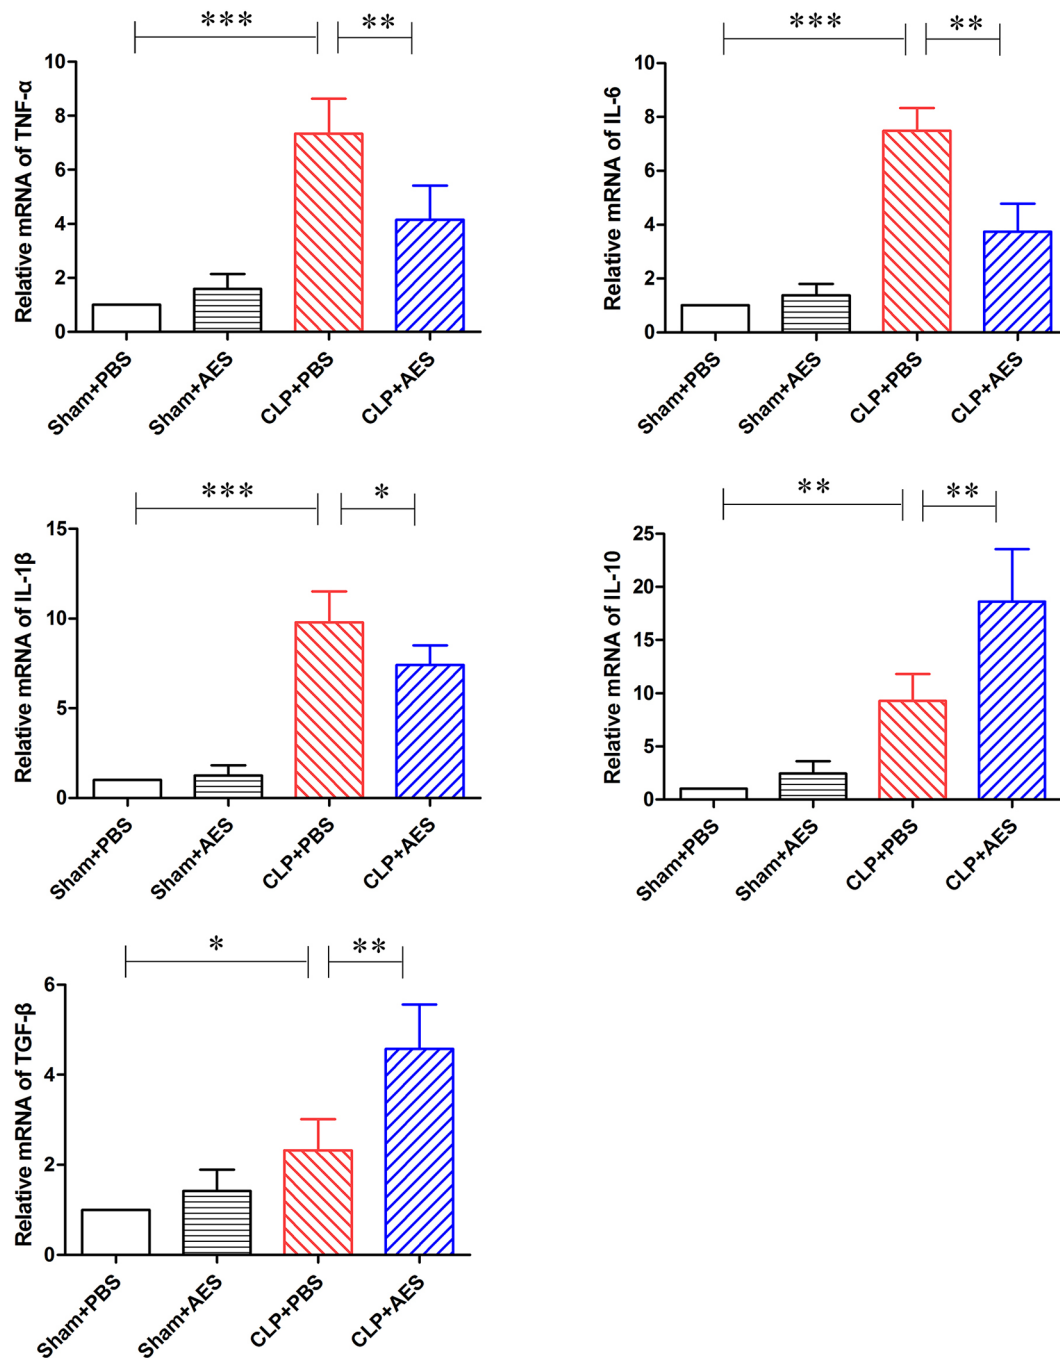 *** **
Relative mRNA of TNF-α
10
8
6
4
2
0
Sham+PBS
Sham+AES
CLP+PBS
CLP+AES
*** **
Relative mRNA of IL-6
10
8
6
4
2
0
Sham+PBS
Sham+AES
CLP+PBS
CLP+AES
*** *
Relative mRNA of IL-1β
15
10
5
0
Sham+PBS
Sham+AES
CLP+PBS
CLP+AES
** **
Relative mRNA of IL-10
25
20
15
10
5
0
Sham+PBS
Sham+AES
CLP+PBS
CLP+AES
* **
Relative mRNA of TGF-β
6
4
2
0
Sham+PBS
Sham+AES
CLP+PBS
CLP+AES